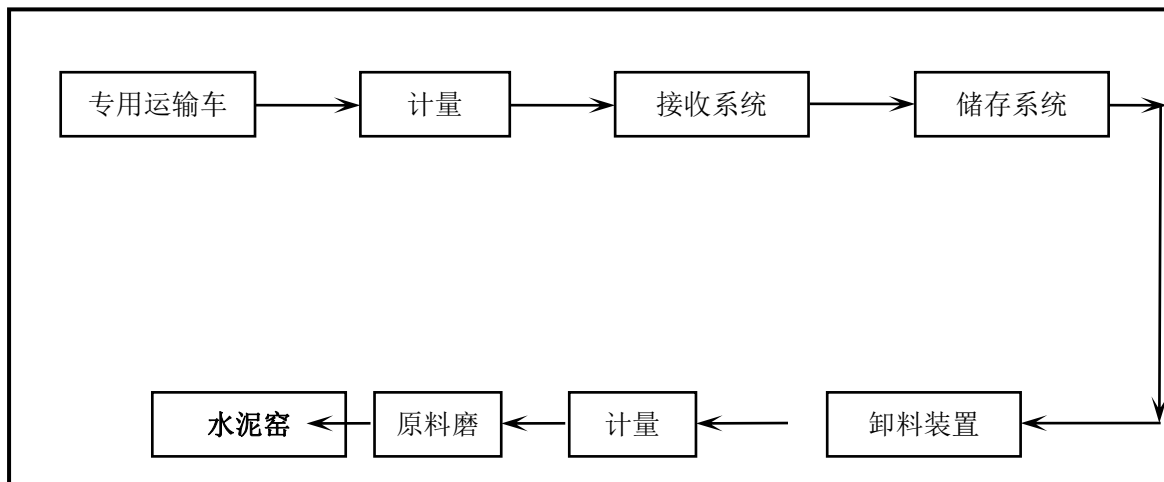 专用运输车
计量
接收系统
储存系统
水泥窑
原料磨
计量
卸料装置